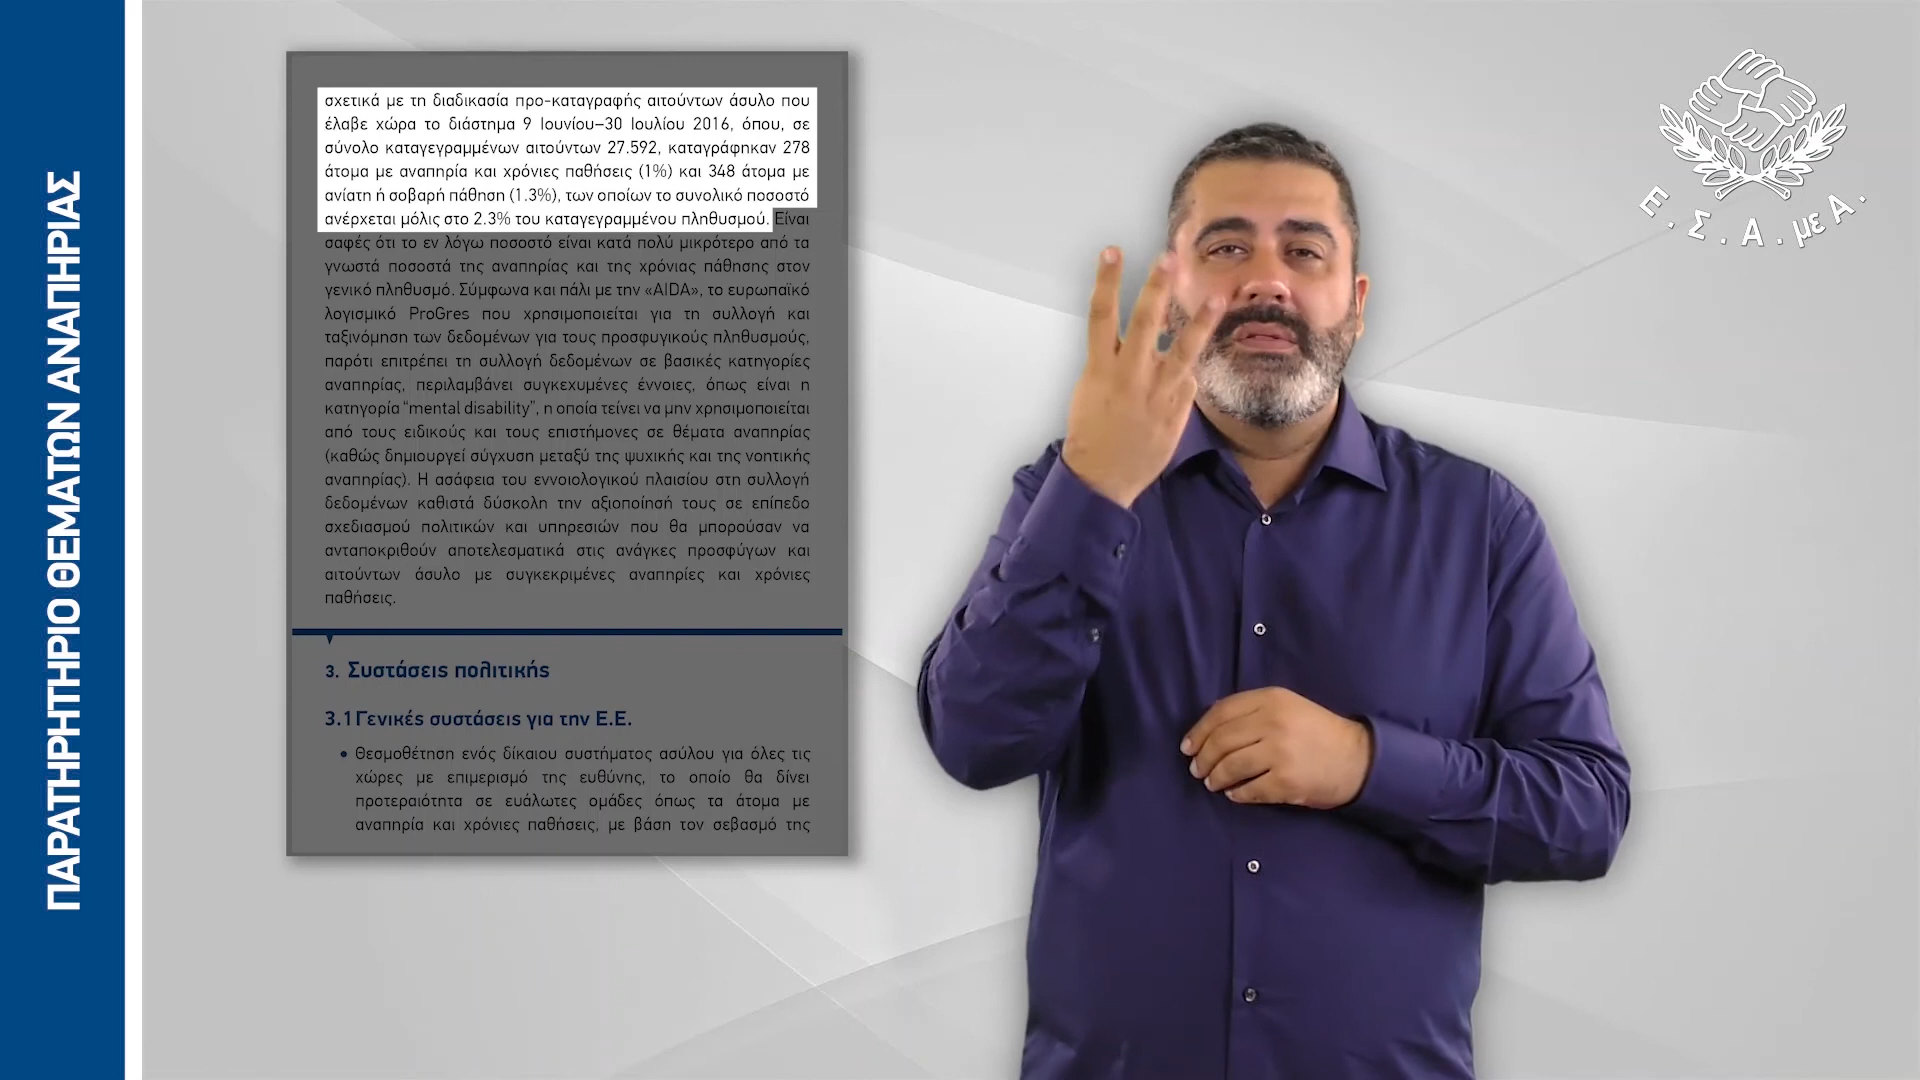 ΠΑΡΑΤΗΡΗΤΗΡΙΟ ΘΕΜΑΤΩΝ ΑΝΑΠΗΡΙΑΣ
σχετικά με τη διαδικασία προ-καταγραφής αιτούντων άσυλο που
έλαβε χώρα το διάστημα 9 Ιουνίου–30 Ιουλίου 2016, όπου, σε
σύνολο καταγεγραμμένων αιτούντων 27.592, καταγράφηκαν 278
άτομα με αναπηρία και χρόνιες παθήσεις (1%) και 348 άτομα με
ανίατη ή σοβαρή πάθηση (1.3%), των οποίων το συνολικό ποσοστό
ανέρχεται μόλις στο 2.3% του καταγεγραμμένου πληθυσμού. Είναι
σαφές ότι το εν λόγω ποσοστό είναι κατά πολύ μικρότερο από τα
γνωστά ποσοστά της αναπηρίας και της χρόνιας πάθησης στον
γενικό πληθυσμό. Σύμφωνα και πάλι με την «AIDA», το ευρωπαϊκό
λογισμικό ProGres που χρησιμοποιείται για τη συλλογή και
ταξινόμηση των δεδομένων για τους προσφυγικούς πληθυσμούς,
παρότι επιτρέπει τη συλλογή δεδομένων σε βασικές κατηγορίες
αναπηρίας, περιλαμβάνει συγκεχυμένες έννοιες, όπως είναι η
κατηγορία “mental disability”, η οποία τείνει να μην χρησιμοποιείται
από τους ειδικούς και τους επιστήμονες σε θέματα αναπηρίας
(καθώς δημιουργεί σύγχυση μεταξύ της ψυχικής και της νοητικής
αναπηρίας). Η ασάφεια του εννοιολογικού πλαισίου στη συλλογή
δεδομένων καθιστά δύσκολη την αξιοποίησή τους σε επίπεδο
σχεδιασμού πολιτικών και υπηρεσιών που θα μπορούσαν να
ανταποκριθούν αποτελεσματικά στις ανάγκες προσφύγων και
αιτούντων άσυλο με συγκεκριμένες αναπηρίες και χρόνιες
παθήσεις.
3. Συστάσεις πολιτικής
3.1 Γενικές συστάσεις για την Ε.Ε.
• Θεσμοθέτηση ενός δίκαιου συστήματος ασύλου για όλες τις
χώρες με επιμερισμό της ευθύνης, το οποίο θα δίνει
προτεραιότητα σε ευάλωτες ομάδες όπως τα άτομα με
αναπηρία και χρόνιες παθήσεις, με βάση τον σεβασμό της
Ε.Σ.Α.μεΑ.